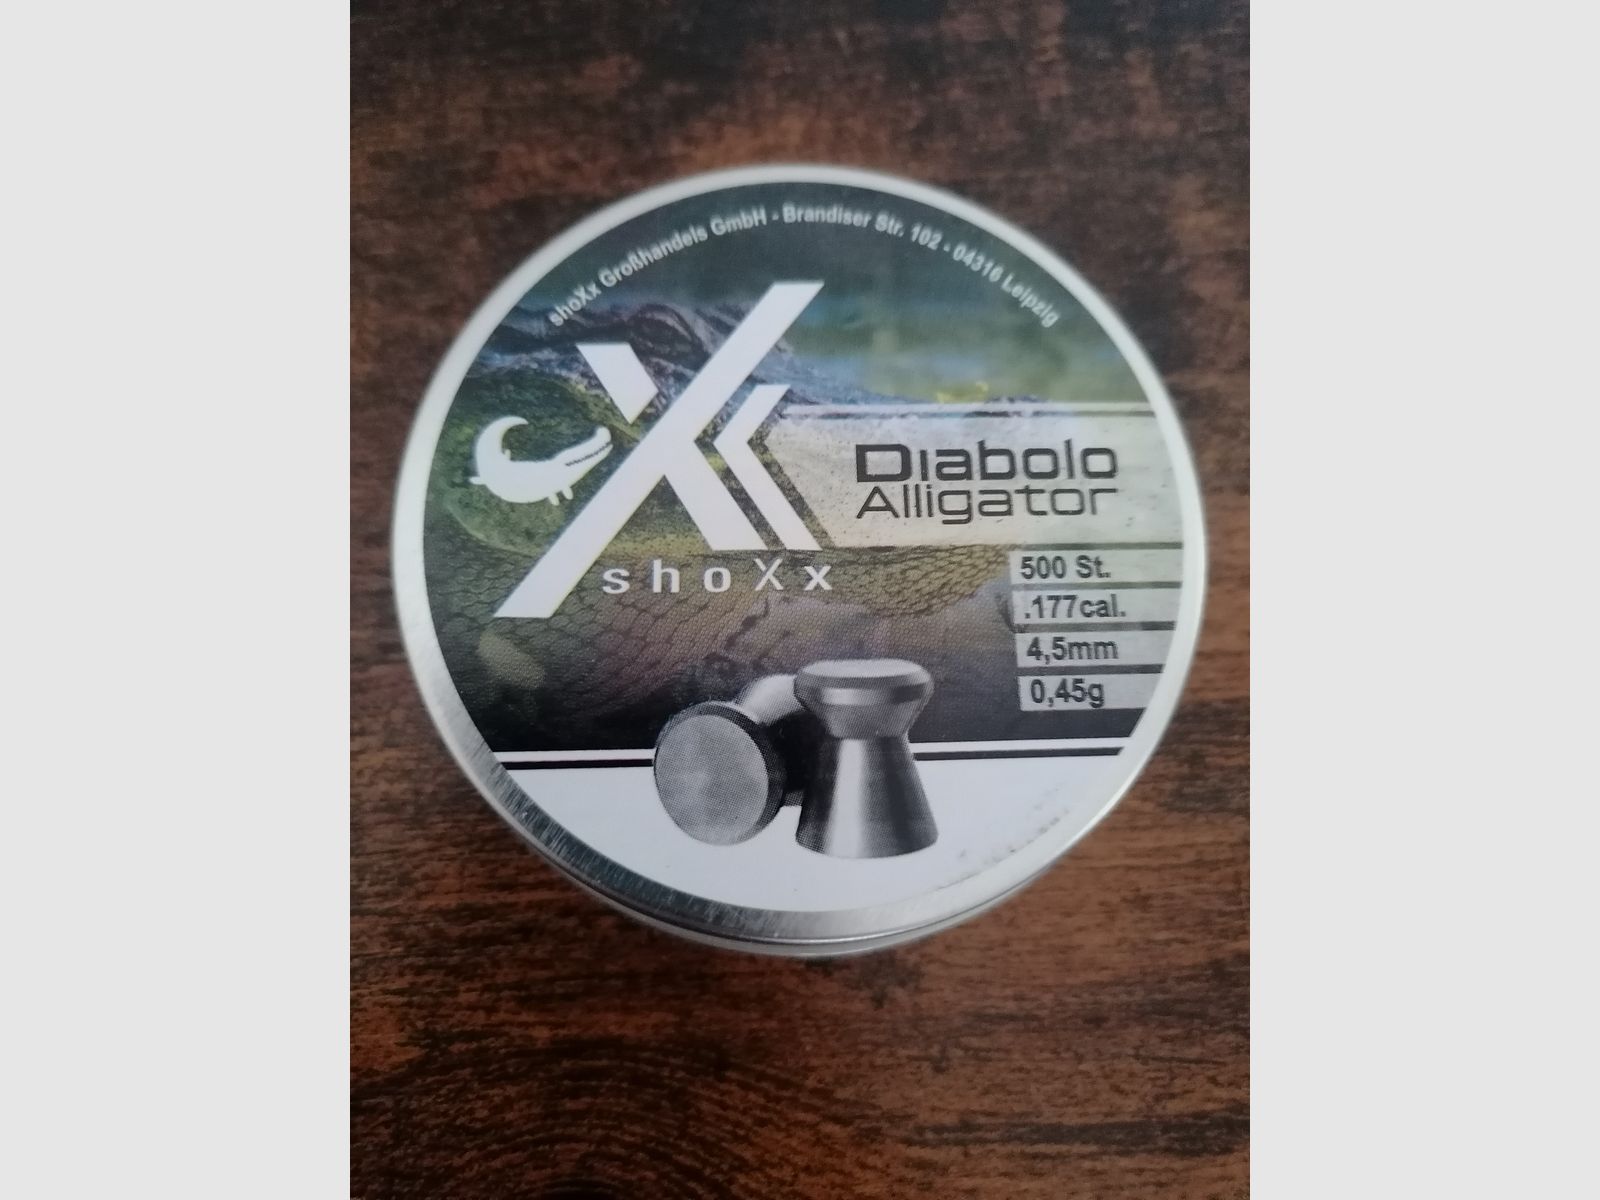 shoXx Großhandels GmbH - Brandiser Str. 102 - 04316 Leipzig
Diabolo
Alligator
shoXx
500 St.
.177cal.
4,5mm
0,45g